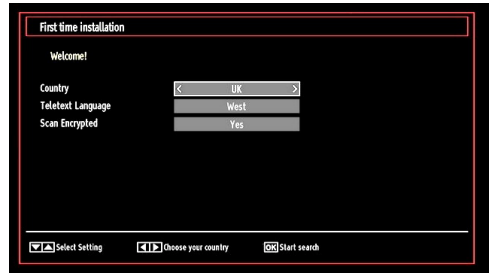 First time installation
Welcome!
Country < UK >
Teletext Language West
Scan Encrypted Yes
Select Setting Choose your country OK Start search